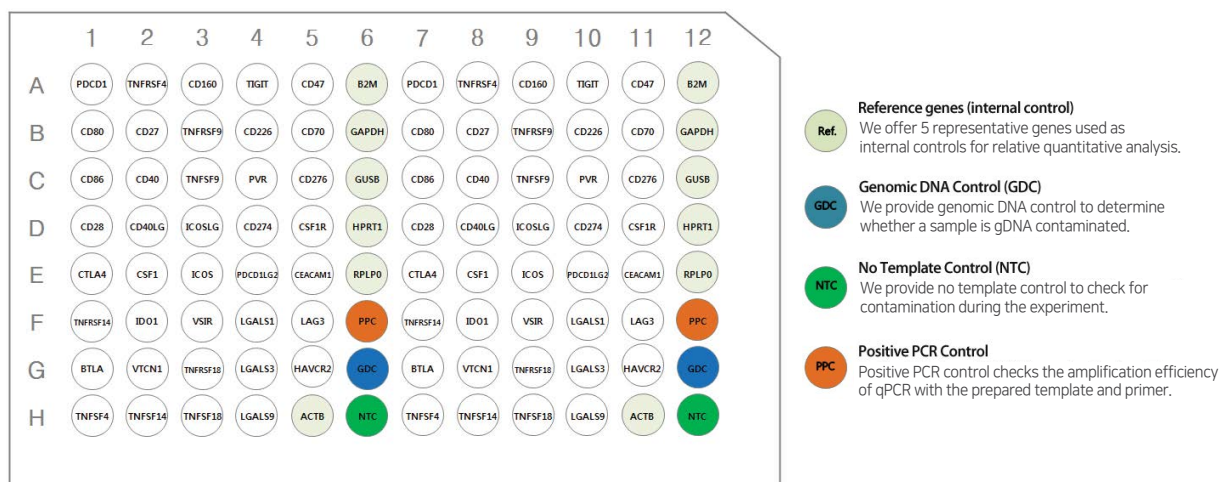 1 2 3 4 5 6 7 8 9 10 11 12
A PDCD1 TNFRSF4 CD160 TIGIT CD47 B2M PDCD1 TNFRSF4 CD160 TIGIT CD47 B2M
B CD80 CD27 TNFRSF9 CD226 CD70 GAPDH CD80 CD27 TNFRSF9 CD226 CD70 GAPDH
C CD86 CD40 TNFSF9 PVR CD276 GUSB CD86 CD40 TNFSF9 PVR CD276 GUSB
D CD28 CD40LG ICOSLG CD274 CSF1R HPRT1 CD28 CD40LG ICOSLG CD274 CSF1R HPRT1
E CTLA4 CSF1 ICOS PDCD1LG2 CEACAM1 RPLP0 CTLA4 CSF1 ICOS PDCD1LG2 CEACAM1 RPLP0
F TNFRSF14 IDO1 VSIR LGALS1 LAG3 PPC TNFRSF14 IDO1 VSIR LGALS1 LAG3 PPC
G BTLA VTCN1 TNFRSF18 LGALS3 HAVCR2 GDC BTLA VTCN1 TNFRSF18 LGALS3 HAVCR2 GDC
H TNFSF4 TNFSF14 TNFSF18 LGALS9 ACTB NTC TNFSF4 TNFSF14 TNFSF18 LGALS9 ACTB NTC
Ref.
Reference genes (internal control)
We offer 5 representative genes used as
internal controls for relative quantitative analysis.
GDC
Genomic DNA Control (GDC)
We provide genomic DNA control to determine
whether a sample is gDNA contaminated.
NTC
No Template Control (NTC)
We provide no template control to check for
contamination during the experiment.
PPC
Positive PCR Control
Positive PCR control checks the amplification efficiency
of qPCR with the prepared template and primer.